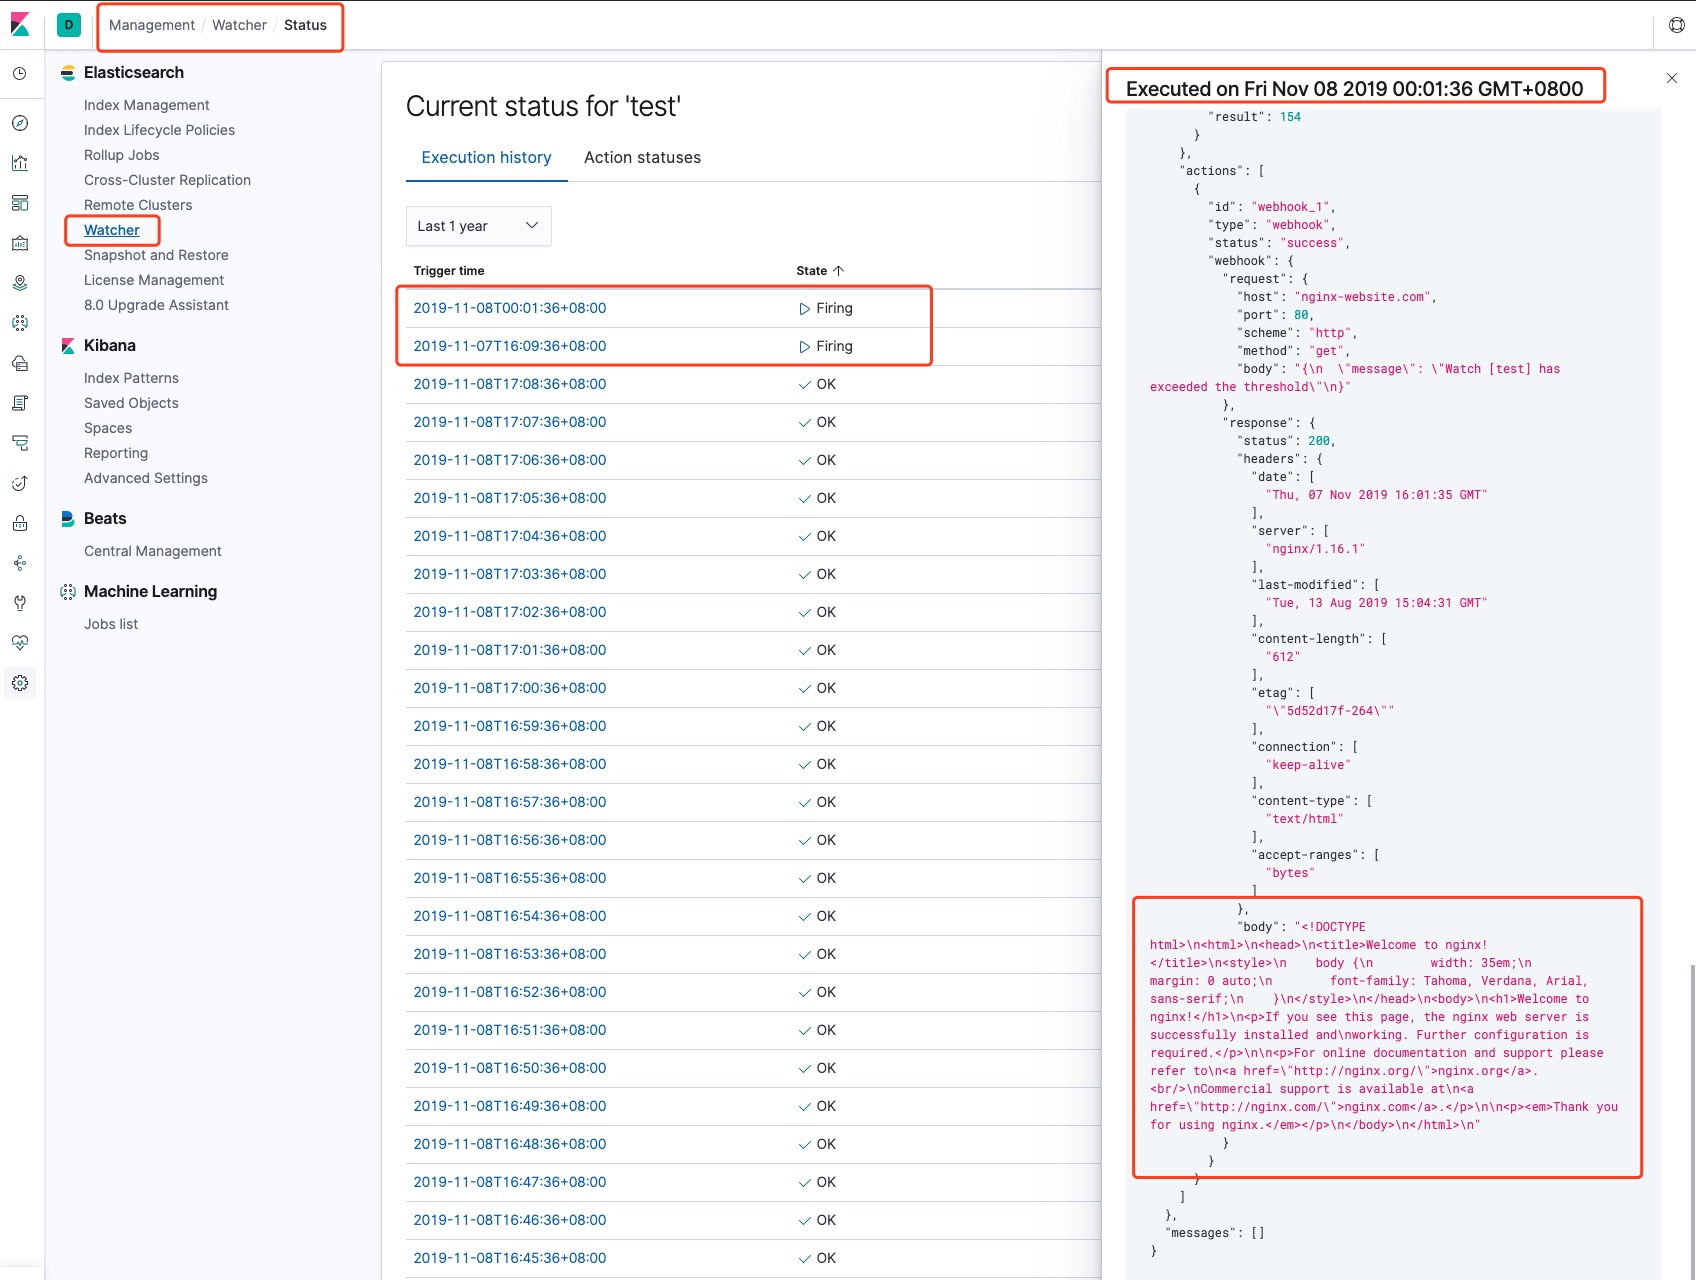 D
Management / Watcher / Status
Elasticsearch
Index Management
Index Lifecycle Policies
Rollup Jobs
Cross-Cluster Replication
Remote Clusters
Watcher
Snapshot and Restore
License Management
8.0 Upgrade Assistant
Kibana
Index Patterns
Saved Objects
Spaces
Reporting
Advanced Settings
Beats
Central Management
Machine Learning
Jobs list
Current status for 'test'
Execution history Action statuses
Last 1 year
Trigger time State
2019-11-08T00:01:36+08:00 Firing
2019-11-07T16:09:36+08:00 Firing
2019-11-08T17:08:36+08:00 OK
2019-11-08T17:07:36+08:00 OK
2019-11-08T17:06:36+08:00 OK
2019-11-08T17:05:36+08:00 OK
2019-11-08T17:04:36+08:00 OK
2019-11-08T17:03:36+08:00 OK
2019-11-08T17:02:36+08:00 OK
2019-11-08T17:01:36+08:00 OK
2019-11-08T17:00:36+08:00 OK
2019-11-08T16:59:36+08:00 OK
2019-11-08T16:58:36+08:00 OK
2019-11-08T16:57:36+08:00 OK
2019-11-08T16:56:36+08:00 OK
2019-11-08T16:55:36+08:00 OK
2019-11-08T16:54:36+08:00 OK
2019-11-08T16:53:36+08:00 OK
2019-11-08T16:52:36+08:00 OK
2019-11-08T16:51:36+08:00 OK
2019-11-08T16:50:36+08:00 OK
2019-11-08T16:49:36+08:00 OK
2019-11-08T16:48:36+08:00 OK
2019-11-08T16:47:36+08:00 OK
2019-11-08T16:46:36+08:00 OK
2019-11-08T16:45:36+08:00 OK
Executed on Fri Nov 08 2019 00:01:36 GMT+0800
"result": 154
}
},
"actions": [
{
"id": "webhook_1",
"type": "webhook",
"status": "success",
"webhook": {
"request": {
"host": "nginx-website.com",
"port": 80,
"scheme": "http",
"method": "get",
"body": "{\n  \"message\": \"Watch [test] has
exceeded the threshold\"\n}"
},
"response": {
"status": 200,
"headers": {
"date": [
"Thu, 07 Nov 2019 16:01:35 GMT"
],
"server": [
"nginx/1.16.1"
],
"last-modified": [
"Tue, 13 Aug 2019 15:04:31 GMT"
],
"content-length": [
"612"
],
"etag": [
"\"5d52d17f-264\""
],
"connection": [
"keep-alive"
],
"content-type": [
"text/html"
],
"accept-ranges": [
"bytes"
]
},
"body": "<!DOCTYPE
html>\n<html>\n<head>\n<title>Welcome to nginx!
</title>\n<style>\n    body {\n        width: 35em;\n
margin: 0 auto;\n        font-family: Tahoma, Verdana, Arial,
sans-serif;\n    }\n</style>\n</head>\n<body>\n<h1>Welcome to
nginx!</h1>\n<p>If you see this page, the nginx web server is
successfully installed and\nworking. Further configuration is
required.</p>\n\n<p>For online documentation and support please
refer to\n<a href=\"http://nginx.org/\">nginx.org</a>.
<br/>\nCommercial support is available at\n<a
href=\"http://nginx.com/\">nginx.com</a>.</p>\n\n<p><em>Thank you
for using nginx.</em></p>\n</body>\n</html>\n"
}
}
}
]
},
"messages": []
}